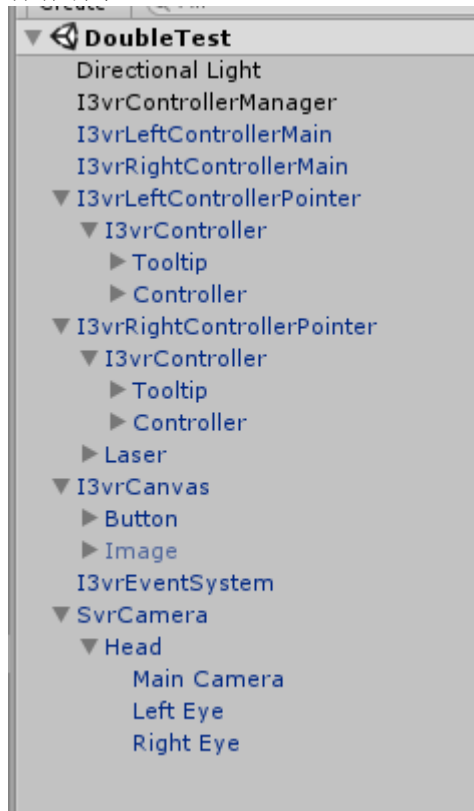 DoubleTest
Directional Light
I3vrControllerManager
I3vrLeftControllerMain
I3vrRightControllerMain
I3vrLeftControllerPointer
I3vrController
Tooltip
Controller
I3vrRightControllerPointer
I3vrController
Tooltip
Controller
Laser
I3vrCanvas
Button
Image
I3vrEventSystem
SvrCamera
Head
Main Camera
Left Eye
Right Eye